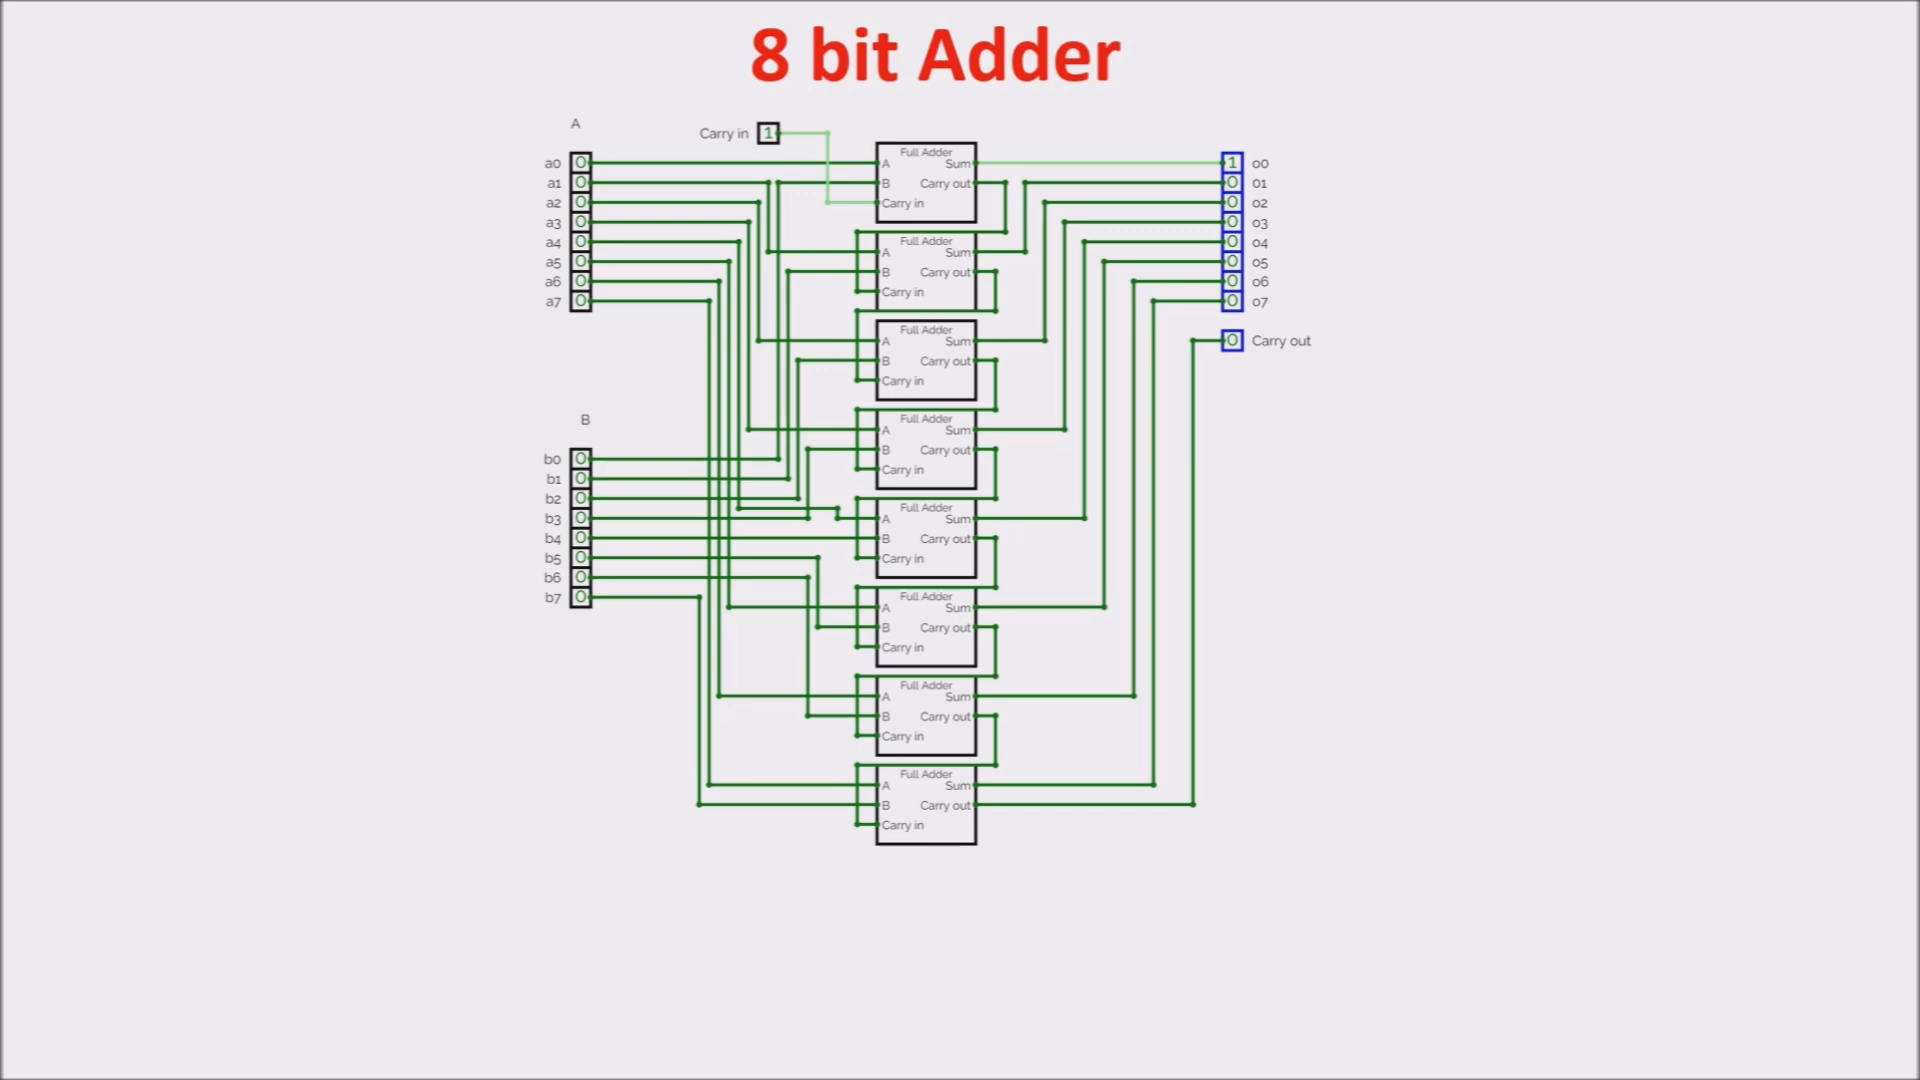 8 bit Adder
A
Carry in 1
a0 0
a1 0
a2 0
a3 0
a4 0
a5 0
a6 0
a7 0
B
b0 0
b1 0
b2 0
b3 0
b4 0
b5 0
b6 0
b7 0
Full Adder
A Sum
B Carry out
Carry in
Full Adder
A Sum
B Carry out
Carry in
Full Adder
A Sum
B Carry out
Carry in
Full Adder
A Sum
B Carry out
Carry in
Full Adder
A Sum
B Carry out
Carry in
Full Adder
A Sum
B Carry out
Carry in
Full Adder
A Sum
B Carry out
Carry in
Full Adder
A Sum
B Carry out
Carry in
1 o0
0 o1
0 o2
0 o3
0 o4
0 o5
0 o6
0 o7
0 Carry out